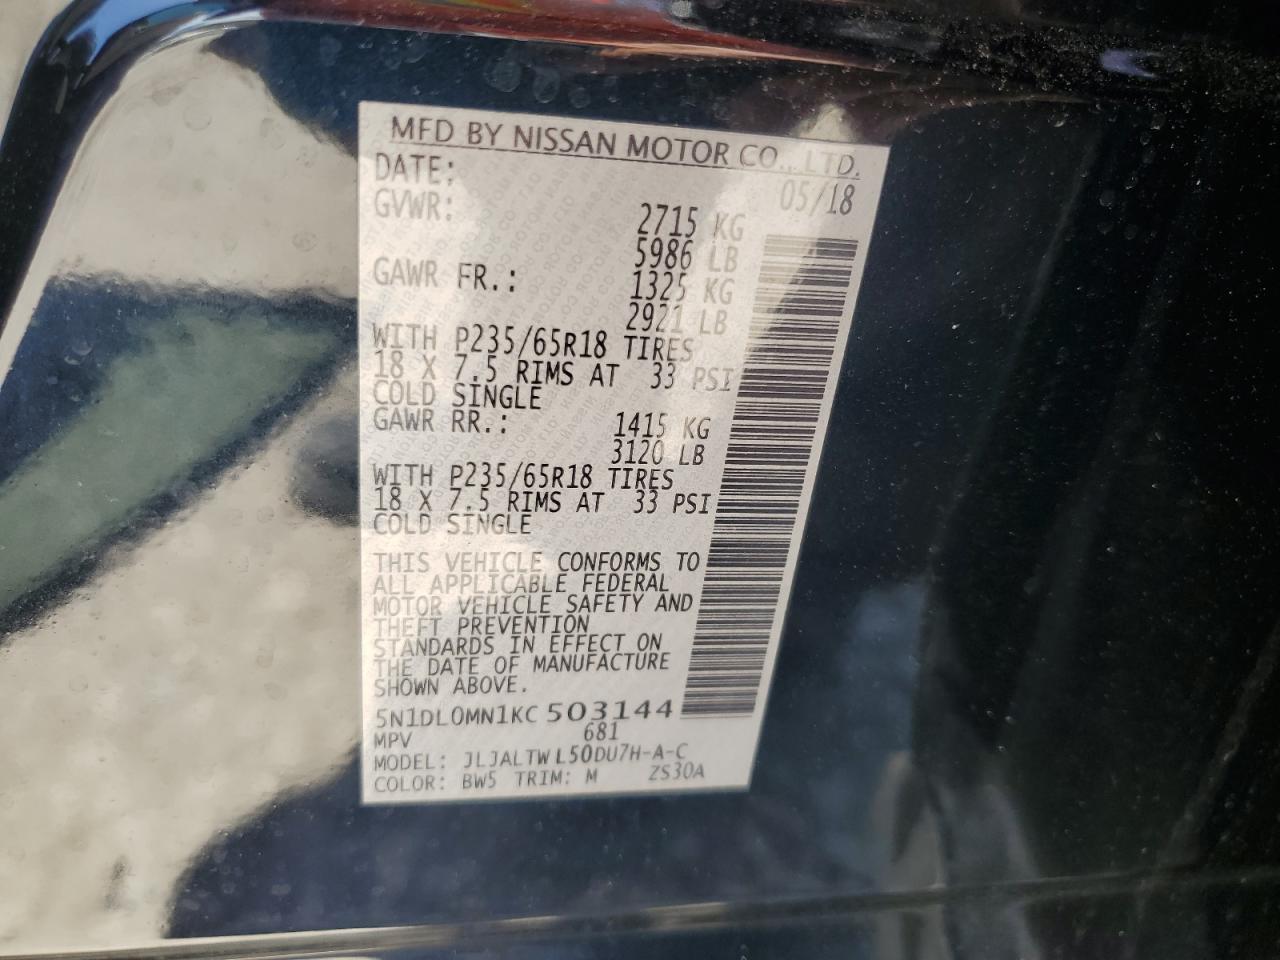 MFD BY NISSAN MOTOR CO., LTD.
DATE: 05/18
GVWR: 2715 KG
5986 LB
GAWR FR.: 1325 KG
2921 LB
WITH P235/65R18 TIRES
18 X 7.5 RIMS AT 33 PSI
COLD SINGLE
GAWR RR.: 1415 KG
3120 LB
WITH P235/65R18 TIRES
18 X 7.5 RIMS AT 33 PSI
COLD SINGLE
THIS VEHICLE CONFORMS TO
ALL APPLICABLE FEDERAL
MOTOR VEHICLE SAFETY AND
THEFT PREVENTION
STANDARDS IN EFFECT ON
THE DATE OF MANUFACTURE
SHOWN ABOVE.
5N1DL0MN1KC503144
MPV 681
MODEL: JLJALTWL50DU7H-A-C
COLOR: BW5 TRIM: M ZS30A